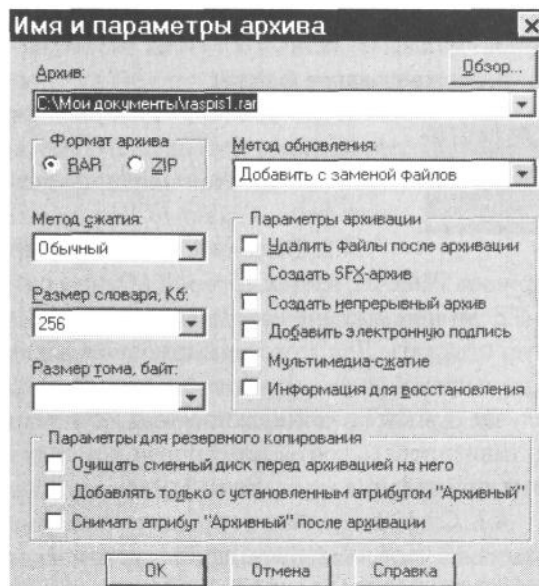 Имя и параметры архива
Архив:
Обзор...
C:\Мои документы\raspis1.rar
Формат архива
RAR
ZIP
Метод обновления:
Добавить с заменой файлов
Метод сжатия:
Обычный
Размер словаря, Кб:
256
Размер тома, байт:
Параметры архивации
Удалить файлы после архивации
Создать SFX-архив
Создать непрерывный архив
Добавить электронную подпись
Мультимедиа-сжатие
Информация для восстановления
Параметры для резервного копирования
Очищать сменный диск перед архивацией на него
Добавлять только с установленным атрибутом "Архивный"
Снимать атрибут "Архивный" после архивации
OK
Отмена
Справка